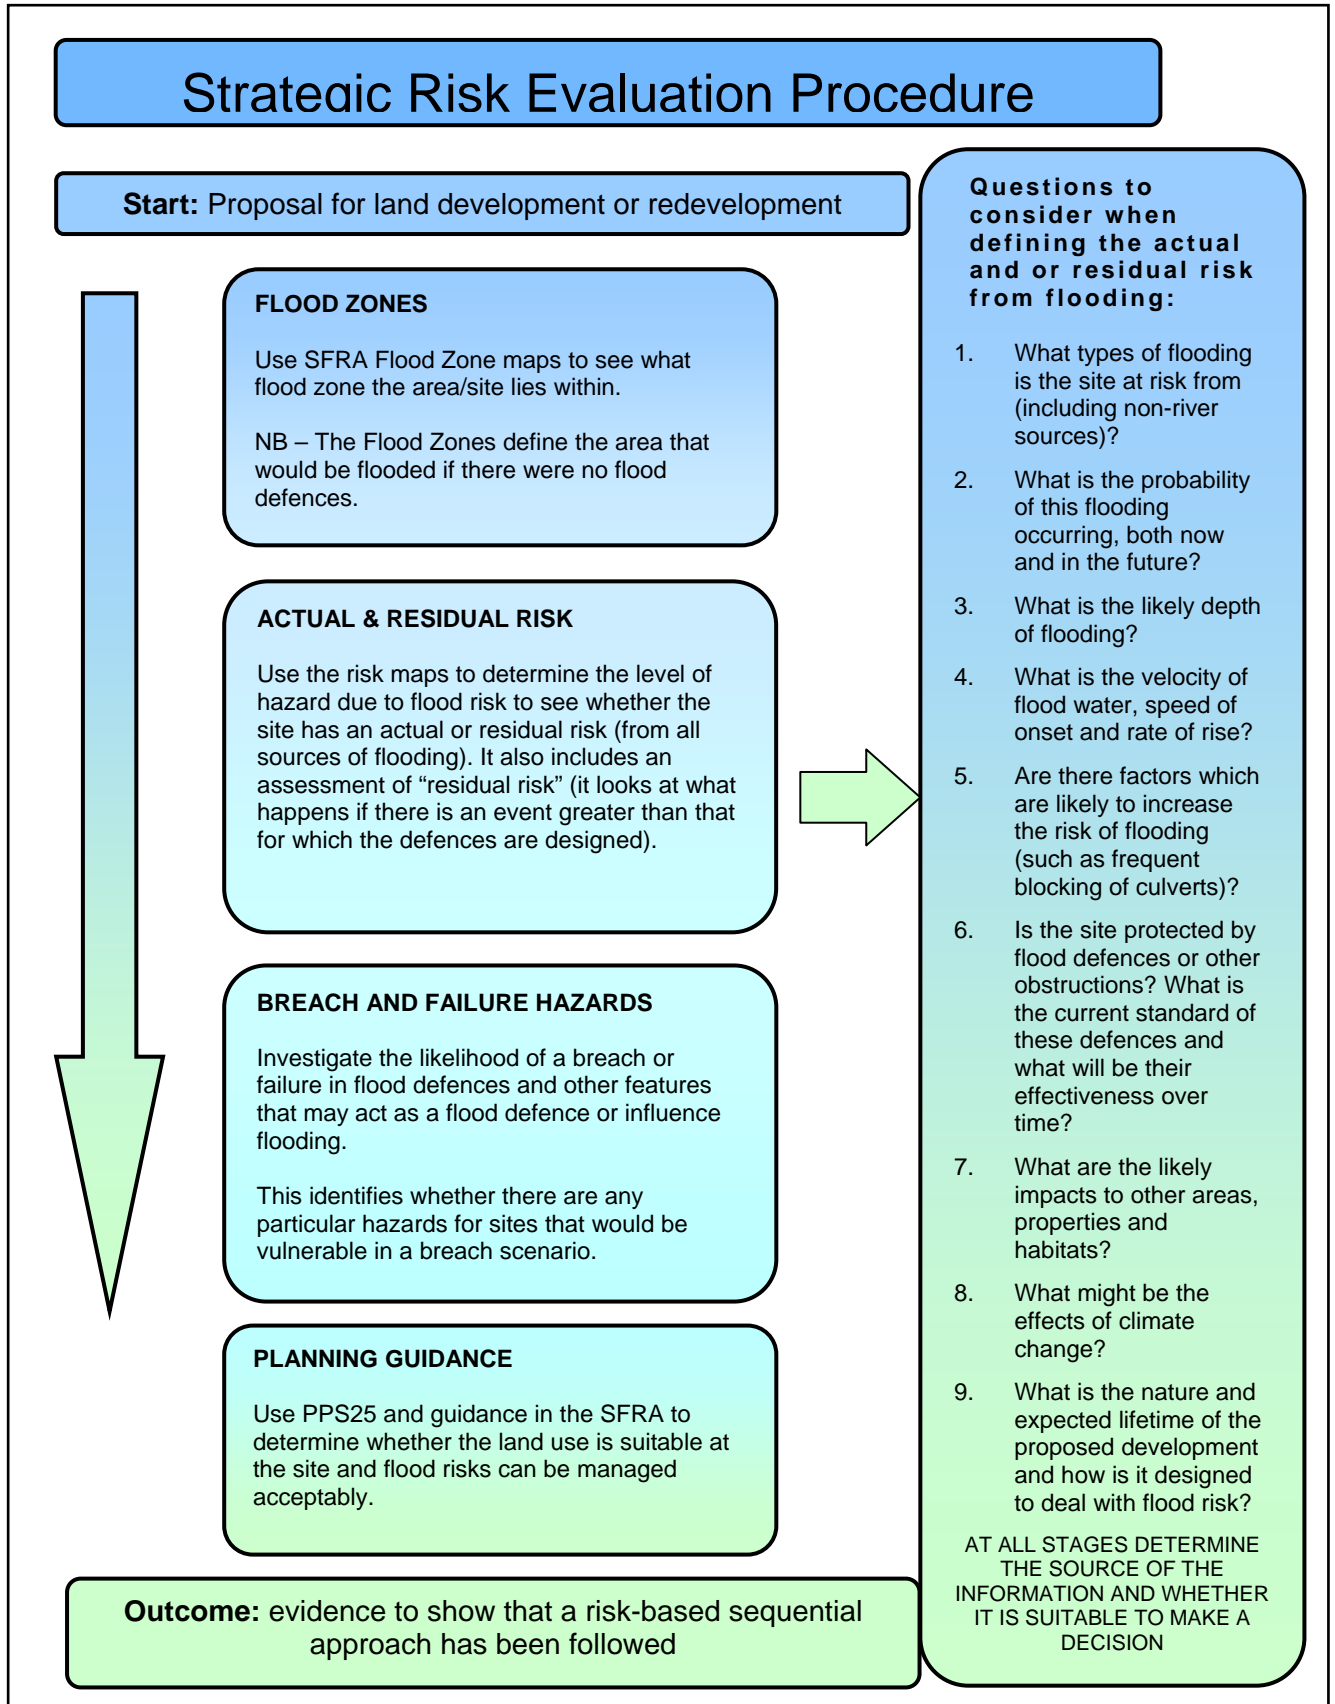 Strategic Risk Evaluation Procedure
Start: Proposal for land development or redevelopment
FLOOD ZONES
Use SFRA Flood Zone maps to see what
flood zone the area/site lies within.
NB – The Flood Zones define the area that
would be flooded if there were no flood
defences.
ACTUAL & RESIDUAL RISK
Use the risk maps to determine the level of
hazard due to flood risk to see whether the
site has an actual or residual risk (from all
sources of flooding). It also includes an
assessment of “residual risk” (it looks at what
happens if there is an event greater than that
for which the defences are designed).
BREACH AND FAILURE HAZARDS
Investigate the likelihood of a breach or
failure in flood defences and other features
that may act as a flood defence or influence
flooding.
This identifies whether there are any
particular hazards for sites that would be
vulnerable in a breach scenario.
PLANNING GUIDANCE
Use PPS25 and guidance in the SFRA to
determine whether the land use is suitable at
the site and flood risks can be managed
acceptably.
Outcome: evidence to show that a risk-based sequential
approach has been followed
Questions to
consider when
defining the actual
and or residual risk
from flooding:
1. What types of flooding
is the site at risk from
(including non-river
sources)?
2. What is the probability
of this flooding
occurring, both now
and in the future?
3. What is the likely depth
of flooding?
4. What is the velocity of
flood water, speed of
onset and rate of rise?
5. Are there factors which
are likely to increase
the risk of flooding
(such as frequent
blocking of culverts)?
6. Is the site protected by
flood defences or other
obstructions? What is
the current standard of
these defences and
what will be their
effectiveness over
time?
7. What are the likely
impacts to other areas,
properties and
habitats?
8. What might be the
effects of climate
change?
9. What is the nature and
expected lifetime of the
proposed development
and how is it designed
to deal with flood risk?
AT ALL STAGES DETERMINE
THE SOURCE OF THE
INFORMATION AND WHETHER
IT IS SUITABLE TO MAKE A
DECISION